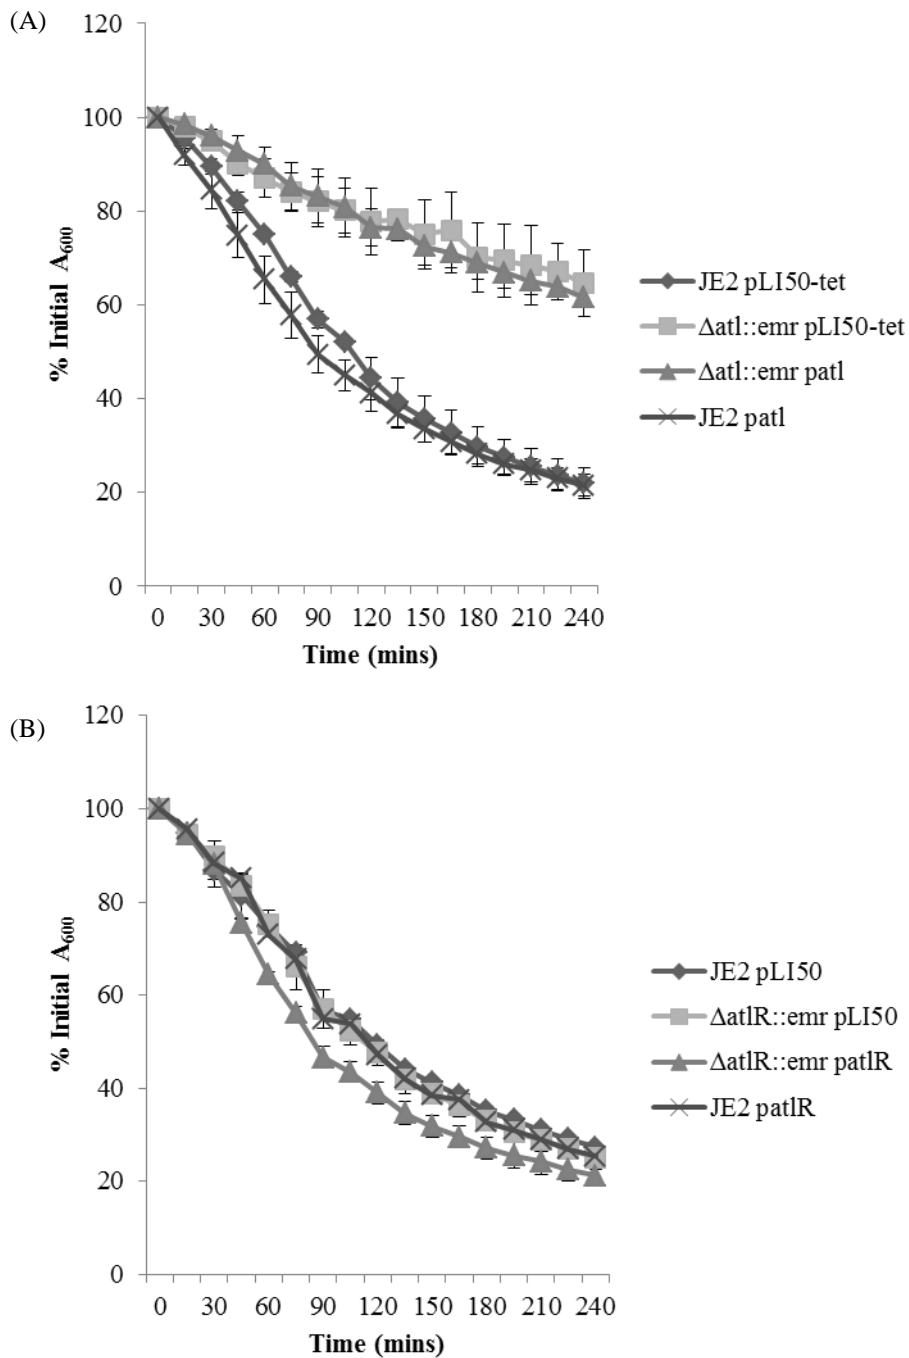 (A)
120
100
80
60
40
20
0
% Initial A600
0 30 60 90 120 150 180 210 240
Time (mins)
JE2 pLI50-tet
Δatl::emr pLI50-tet
Δatl::emr patl
JE2 patl
(B)
120
100
80
60
40
20
0
% Initial A600
0 30 60 90 120 150 180 210 240
Time (mins)
JE2 pLI50
ΔatlR::emr pLI50
ΔatlR::emr patlR
JE2 patlR